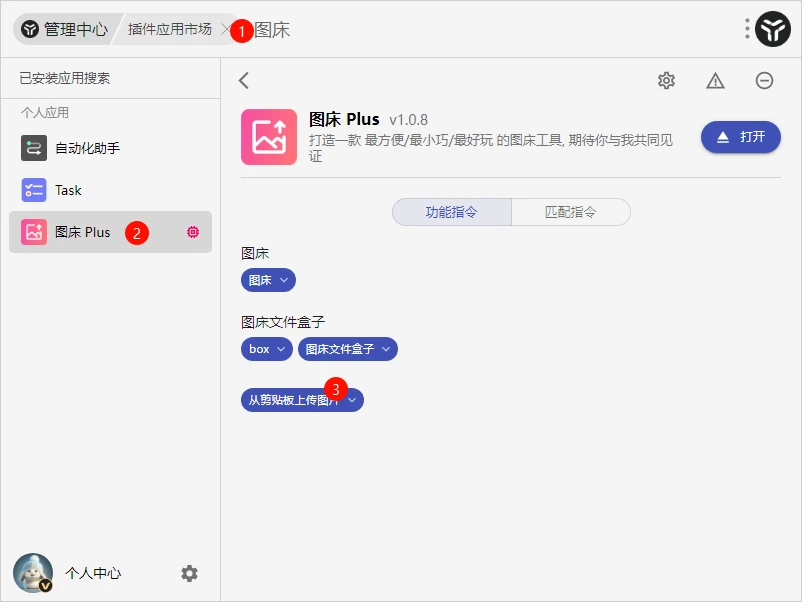 管理中心 插件应用市场 1 图床
已安装应用搜索
个人应用
自动化助手
Task
图床 Plus 2
个人中心
图床 Plus v1.0.8
打造一款 最方便/最小巧/最好玩 的图床工具, 期待你与我共同见
证
打开
功能指令 匹配指令
图床
图床
图床文件盒子
box 图床文件盒子
3
从剪贴板上传图片